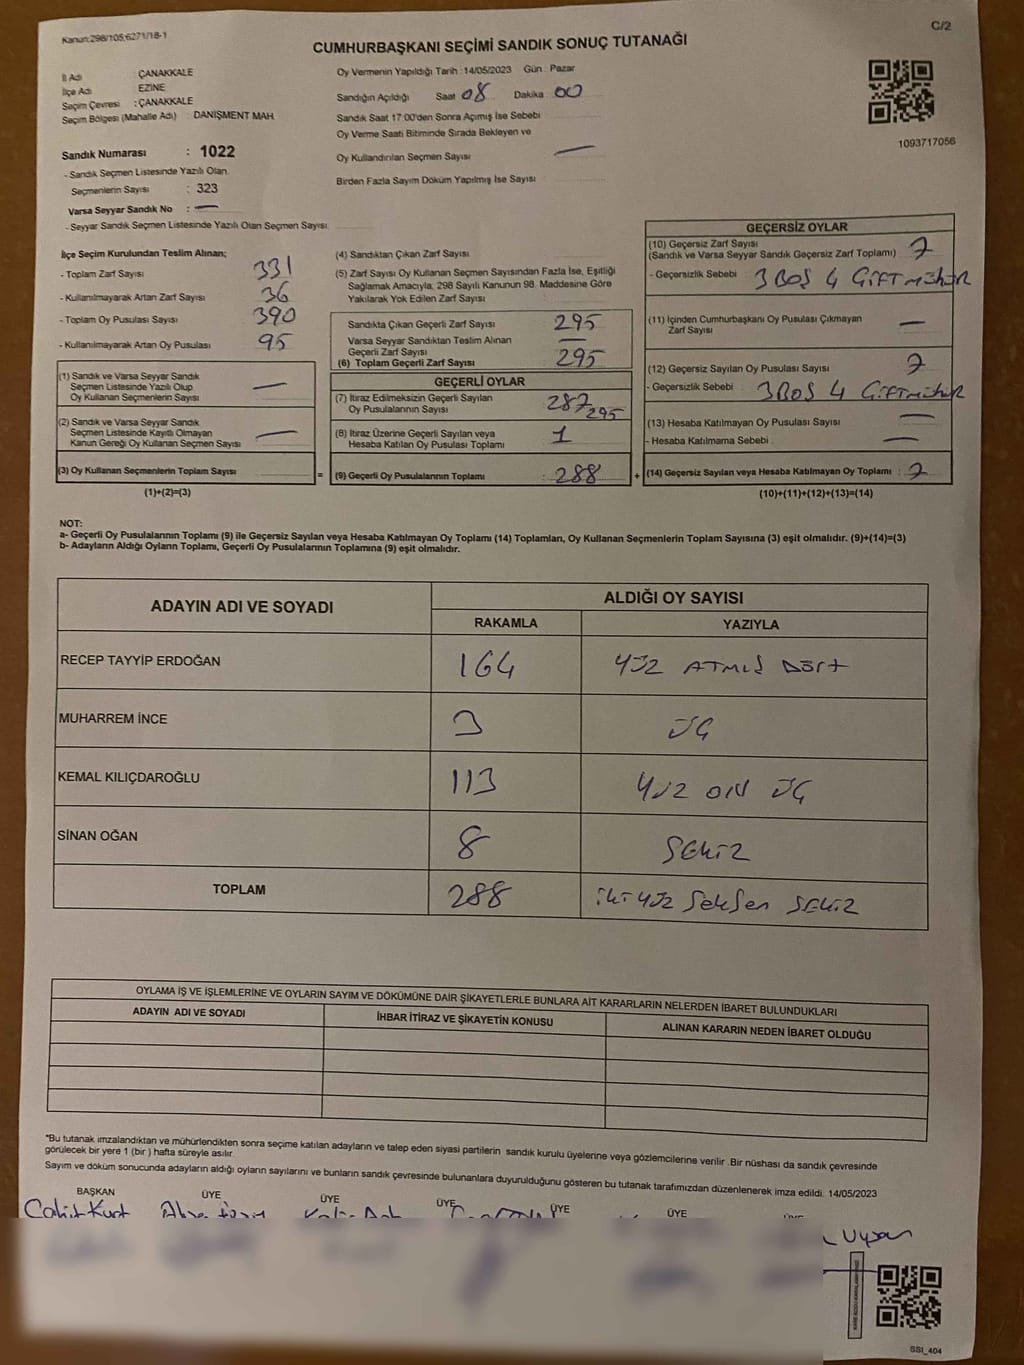 Kanun:298/105;6271/18-1
C/2
CUMHURBAŞKANI SEÇİMİ SANDIK SONUÇ TUTANAĞI
İl Adı : ÇANAKKALE
İlçe Adı : EZİNE
Seçim Çevresi : ÇANAKKALE
Seçim Bölgesi (Mahalle Adı) : DANİŞMENT MAH.
Sandık Numarası : 1022
- Sandık Seçmen Listesinde Yazılı Olan
Seçmenlerin Sayısı : 323
Varsa Seyyar Sandık No : —
- Seyyar Sandık Seçmen Listesinde Yazılı Olan Seçmen Sayısı:
Oy Vermenin Yapıldığı Tarih :14/05/2023 Gün : Pazar
Sandığın Açıldığı Saat 08 Dakika 00
Sandık Saat 17:00'den Sonra Açımış İse Sebebi
Oy Verme Saati Bitiminde Sırada Bekleyen ve
Oy Kullandırılan Seçmen Sayısı —
Birden Fazla Sayım Döküm Yapılmış İse Sayısı
1093717056
İlçe Seçim Kurulundan Teslim Alınan;
- Toplam Zarf Sayısı 331
- Kullanılmayarak Artan Zarf Sayısı 36
- Toplam Oy Pusulası Sayısı 390
- Kullanılmayarak Artan Oy Pusulası 95
(1) Sandık ve Varsa Seyyar Sandık
Seçmen Listesinde Yazılı Olup
Oy Kullanan Seçmenlerin Sayısı —
(2) Sandık ve Varsa Seyyar Sandık
Seçmen Listesinde Kayıtlı Olmayan
Kanun Gereği Oy Kullanan Seçmen Sayısı —
(3) Oy Kullanan Seçmenlerin Toplam Sayısı
(1)+(2)=(3)
(4) Sandıktan Çıkan Zarf Sayısı
(5) Zarf Sayısı Oy Kullanan Seçmen Sayısından Fazla İse, Eşitliği
Sağlamak Amacıyla, 298 Sayılı Kanunun 98. Maddesine Göre
Yakılarak Yok Edilen Zarf Sayısı
Sandıkta Çıkan Geçerli Zarf Sayısı 295
Varsa Seyyar Sandıktan Teslim Alınan
Geçerli Zarf Sayısı —
(6) Toplam Geçerli Zarf Sayısı 295
GEÇERLİ OYLAR
(7) İtiraz Edilmeksizin Geçerli Sayılan
Oy Pusulalarının Sayısı 287 295
(8) İtiraz Üzerine Geçerli Sayılan veya
Hesaba Katılan Oy Pusulası Toplamı 1
= (9) Geçerli Oy Pusulalarının Toplamı 288
GEÇERSİZ OYLAR
(10) Geçersiz Zarf Sayısı
(Sandık ve Varsa Seyyar Sandık Geçersiz Zarf Toplamı) 7
- Geçersizlik Sebebi 3 BOŞ 4 ÇİFT MÜHÜR
(11) İçinden Cumhurbaşkanı Oy Pusulası Çıkmayan
Zarf Sayısı —
(12) Geçersiz Sayılan Oy Pusulası Sayısı 7
- Geçersizlik Sebebi : 3 BOŞ 4 ÇİFT MÜHÜR
(13) Hesaba Katılmayan Oy Pusulası Sayısı —
- Hesaba Katılmama Sebebi —
+ (14) Geçersiz Sayılan veya Hesaba Katılmayan Oy Toplamı : 7
(10)+(11)+(12)+(13)=(14)
NOT:
a- Geçerli Oy Pusulalarının Toplamı (9) ile Geçersiz Sayılan veya Hesaba Katılmayan Oy Toplamı (14) Toplamları, Oy Kullanan Seçmenlerin Toplam Sayısına (3) eşit olmalıdır. (9)+(14)=(3)
b- Adayların Aldığı Oyların Toplamı, Geçerli Oy Pusulalarının Toplamına (9) eşit olmalıdır.
ADAYIN ADI VE SOYADI ALDIĞI OY SAYISI
RAKAMLA YAZIYLA
RECEP TAYYİP ERDOĞAN 164 YÜZ ATMIŞ DÖRT
MUHARREM İNCE 3 ÜÇ
KEMAL KILIÇDAROĞLU 113 YÜZ ON ÜÇ
SİNAN OĞAN 8 SEKİZ
TOPLAM 288 iki YÜZ SekSen SEKİZ
OYLAMA İŞ VE İŞLEMLERİNE VE OYLARIN SAYIM VE DÖKÜMÜNE DAİR ŞİKAYETLERLE BUNLARA AİT KARARLARIN NELERDEN İBARET BULUNDUKLARI
ADAYIN ADI VE SOYADI İHBAR İTİRAZ VE ŞİKAYETİN KONUSU ALINAN KARARIN NEDEN İBARET OLDUĞU
"Bu tutanak imzalandıktan ve mühürlendikten sonra seçime katılan adayların ve talep eden siyasi partilerin sandık kurulu üyelerine veya gözlemcilerine verilir .Bir nüshası da sandık çevresinde
görülecek bir yere 1 (bir ) hafta süreyle asılır.
Sayım ve döküm sonucunda adayların aldığı oyların sayılarını ve bunların sandık çevresinde bulunanlara duyurulduğunu gösteren bu tutanak tarafımızdan düzenlenerek imza edildi. 14/05/2023
BAŞKAN ÜYE ÜYE ÜYE ÜYE ÜYE ÜYE
Cahit Kurt
Uysan
SSI_404